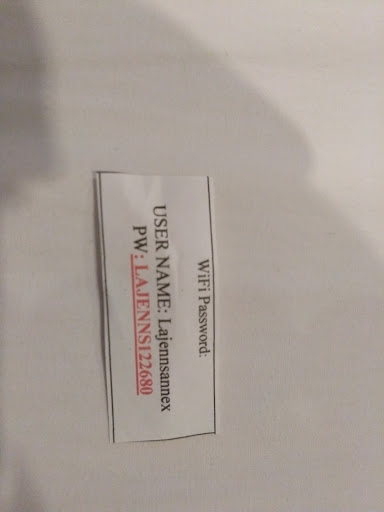 WiFi Password:
USER NAME: Lajennsannex
PW: LAJENNS122680